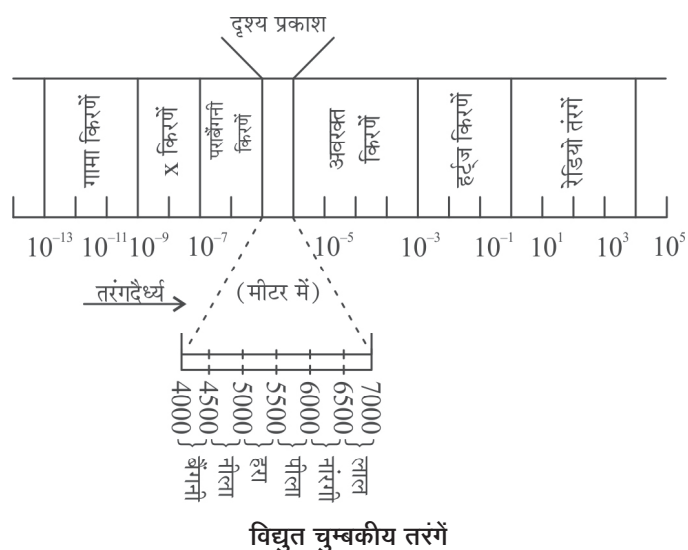 दृश्य प्रकाश
गामा किरणें
X किरणें
पराबैंगनी
किरणें
अवरक्त
किरणें
हर्ट्ज किरणें
रेडियो तरंगें
10⁻¹³ 10⁻¹¹ 10⁻⁹ 10⁻⁷ 10⁻⁵ 10⁻³ 10⁻¹ 10¹ 10³ 10⁵
तरंगदैर्ध्य (मीटर में)
4000 4500 5000 5500 6000 6500 7000
बैंगनी नीला हरा पीला नारंगी लाल
विद्युत चुम्बकीय तरंगें